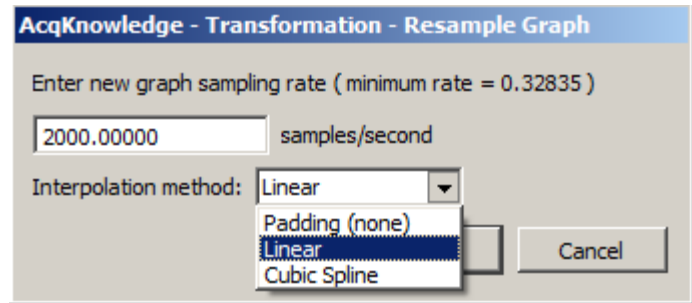 AcqKnowledge - Transformation - Resample Graph
Enter new graph sampling rate ( minimum rate = 0.32835 )
2000.00000 samples/second
Interpolation method: Linear
Padding (none)
Linear
Cubic Spline
Cancel